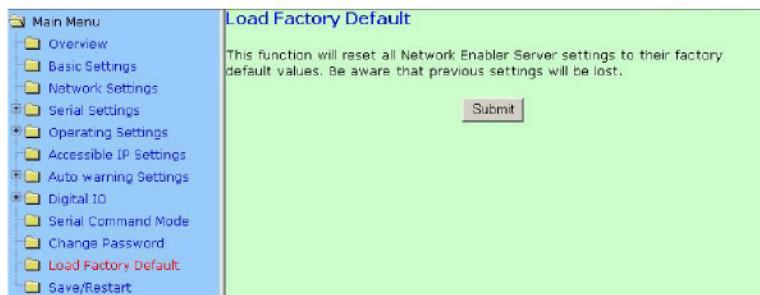 Main Menu
Overview
Basic Settings
Network Settings
Serial Settings
Operating Settings
Accessible IP Settings
Auto warning Settings
Digital IO
Serial Command Mode
Change Password
Load Factory Default
Save/Restart
Load Factory Default
This function will reset all Network Enabler Server settings to their factory
default values. Be aware that previous settings will be lost.
Submit